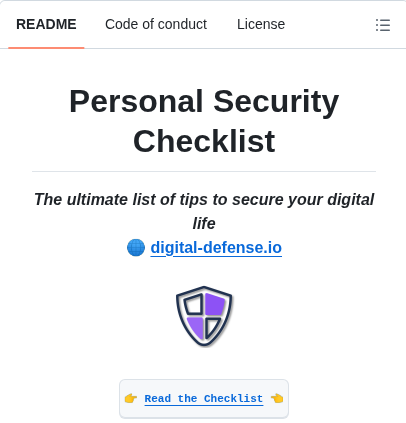 README Code of conduct License
Personal Security
Checklist
The ultimate list of tips to secure your digital
life
🌐 digital-defense.io
👉 Read the Checklist 👈